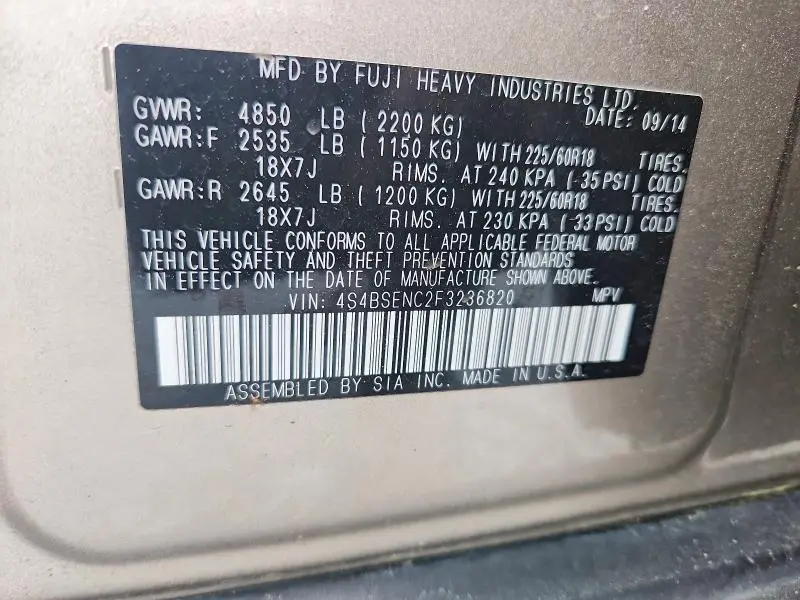 MFD BY FUJI HEAVY INDUSTRIES LTD.
GVWR: 4850 LB (2200 KG) DATE: 09/14
GAWR:F 2535 LB (1150 KG) WITH 225/60R18 TIRES.
18X7J RIMS. AT 240 KPA (35 PSI) COLD
GAWR:R 2645 LB (1200 KG) WITH 225/60R18 TIRES.
18X7J RIMS. AT 230 KPA (33 PSI) COLD
THIS VEHICLE CONFORMS TO ALL APPLICABLE FEDERAL MOTOR
VEHICLE SAFETY AND THEFT PREVENTION STANDARDS
IN EFFECT ON THE DATE OF MANUFACTURE SHOWN ABOVE.
VIN: 4S4BSENC2F3236820 MPV
ASSEMBLED BY SIA INC. MADE IN U.S.A.